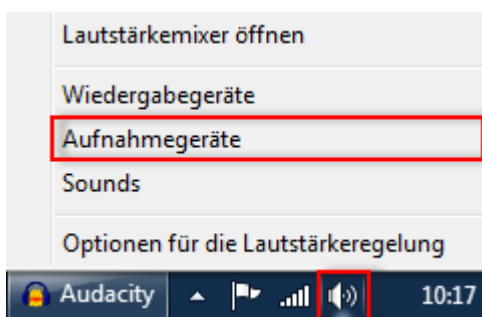 Lautstärkemixer öffnen
Wiedergabegeräte
Aufnahmegeräte
Sounds
Optionen für die Lautstärkeregelung
Audacity 10:17